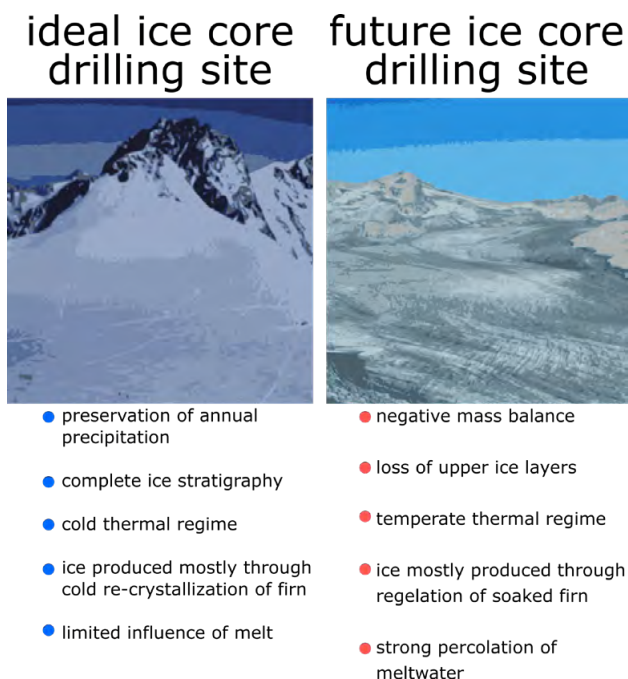 ideal ice core
drilling site
future ice core
drilling site
preservation of annual
precipitation
complete ice stratigraphy
cold thermal regime
ice produced mostly through
cold re-crystallization of firn
limited influence of melt
negative mass balance
loss of upper ice layers
temperate thermal regime
ice mostly produced through
regelation of soaked firn
strong percolation of
meltwater